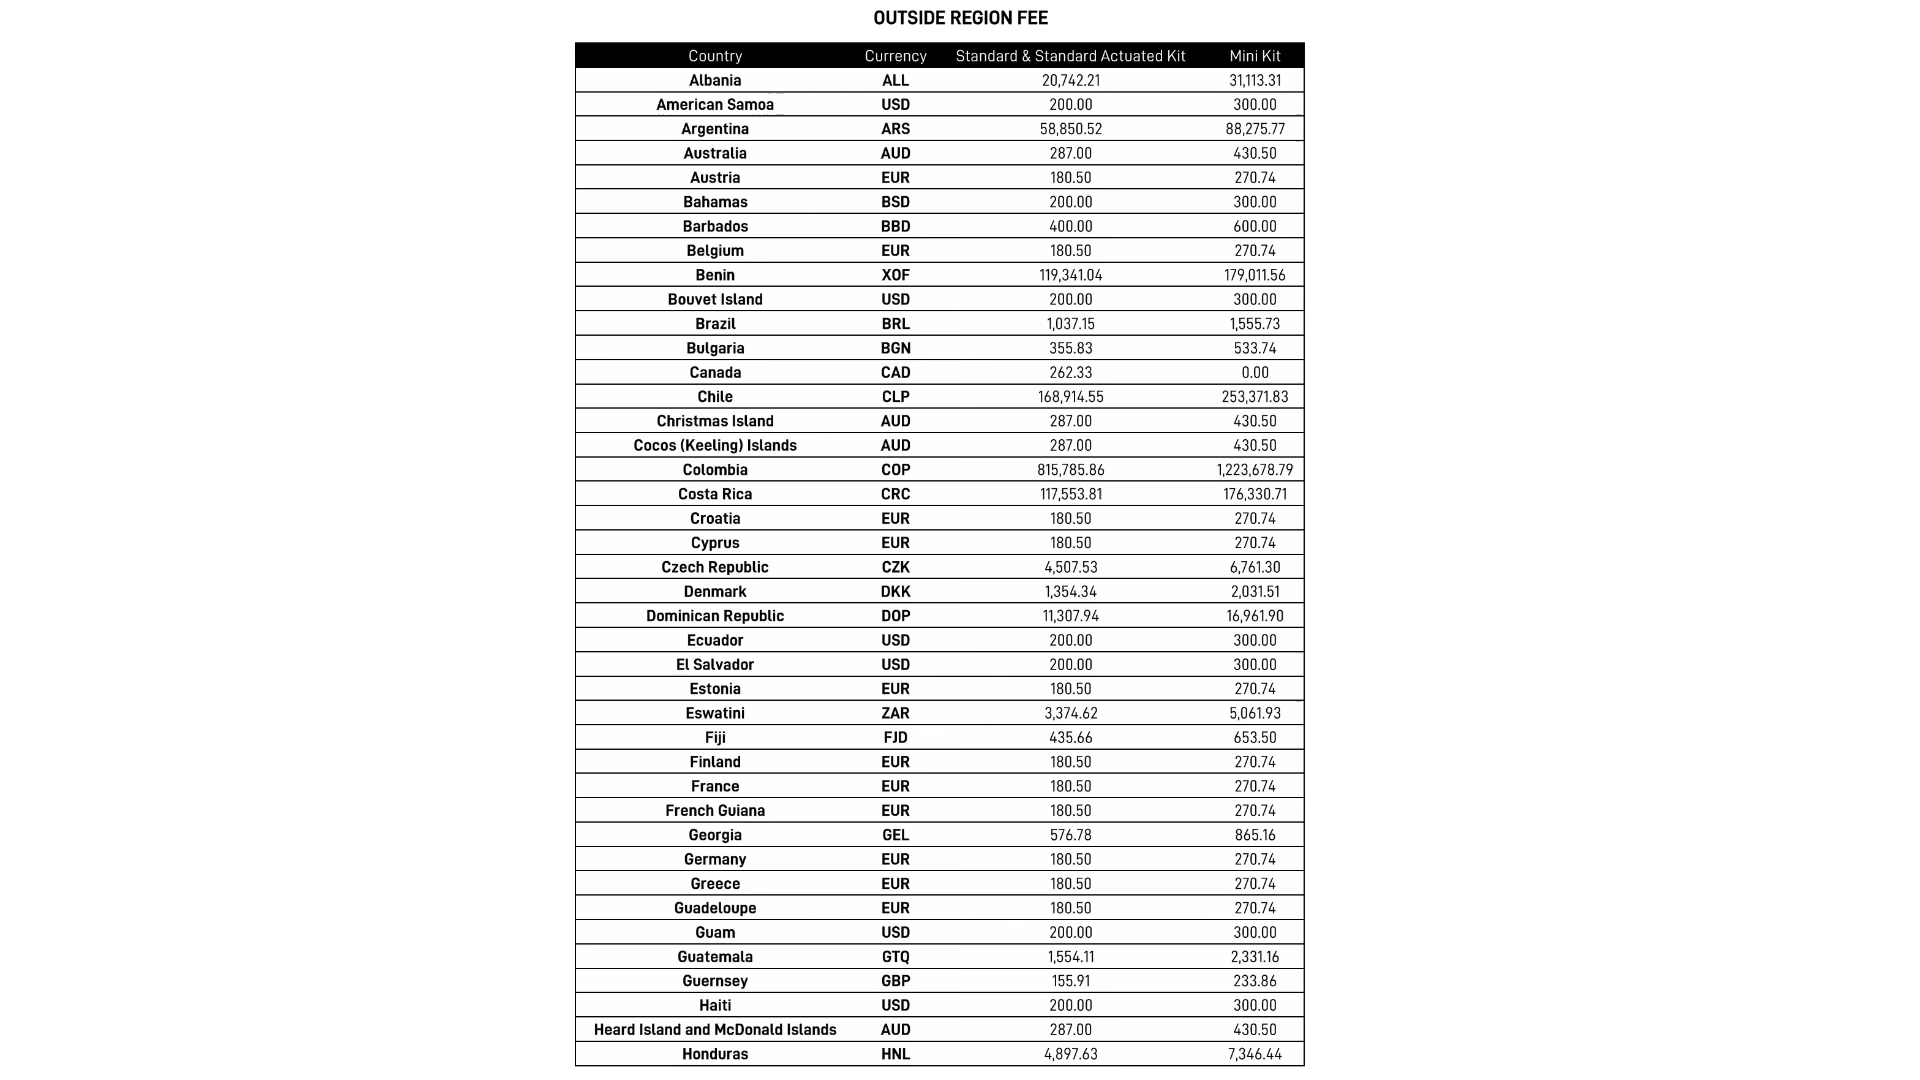 OUTSIDE REGION FEE
Country Currency Standard & Standard Actuated Kit Mini Kit
Albania ALL 20,742.21 31,113.31
American Samoa USD 200.00 300.00
Argentina ARS 58,850.52 88,275.77
Australia AUD 287.00 430.50
Austria EUR 180.50 270.74
Bahamas BSD 200.00 300.00
Barbados BBD 400.00 600.00
Belgium EUR 180.50 270.74
Benin XOF 119,341.04 179,011.56
Bouvet Island USD 200.00 300.00
Brazil BRL 1,037.15 1,555.73
Bulgaria BGN 355.83 533.74
Canada CAD 262.33 0.00
Chile CLP 168,914.55 253,371.83
Christmas Island AUD 287.00 430.50
Cocos (Keeling) Islands AUD 287.00 430.50
Colombia COP 815,785.86 1,223,678.79
Costa Rica CRC 117,553.81 176,330.71
Croatia EUR 180.50 270.74
Cyprus EUR 180.50 270.74
Czech Republic CZK 4,507.53 6,761.30
Denmark DKK 1,354.34 2,031.51
Dominican Republic DOP 11,307.94 16,961.90
Ecuador USD 200.00 300.00
El Salvador USD 200.00 300.00
Estonia EUR 180.50 270.74
Eswatini ZAR 3,374.62 5,061.93
Fiji FJD 435.66 653.50
Finland EUR 180.50 270.74
France EUR 180.50 270.74
French Guiana EUR 180.50 270.74
Georgia GEL 576.78 865.16
Germany EUR 180.50 270.74
Greece EUR 180.50 270.74
Guadeloupe EUR 180.50 270.74
Guam USD 200.00 300.00
Guatemala GTQ 1,554.11 2,331.16
Guernsey GBP 155.91 233.86
Haiti USD 200.00 300.00
Heard Island and McDonald Islands AUD 287.00 430.50
Honduras HNL 4,897.63 7,346.44